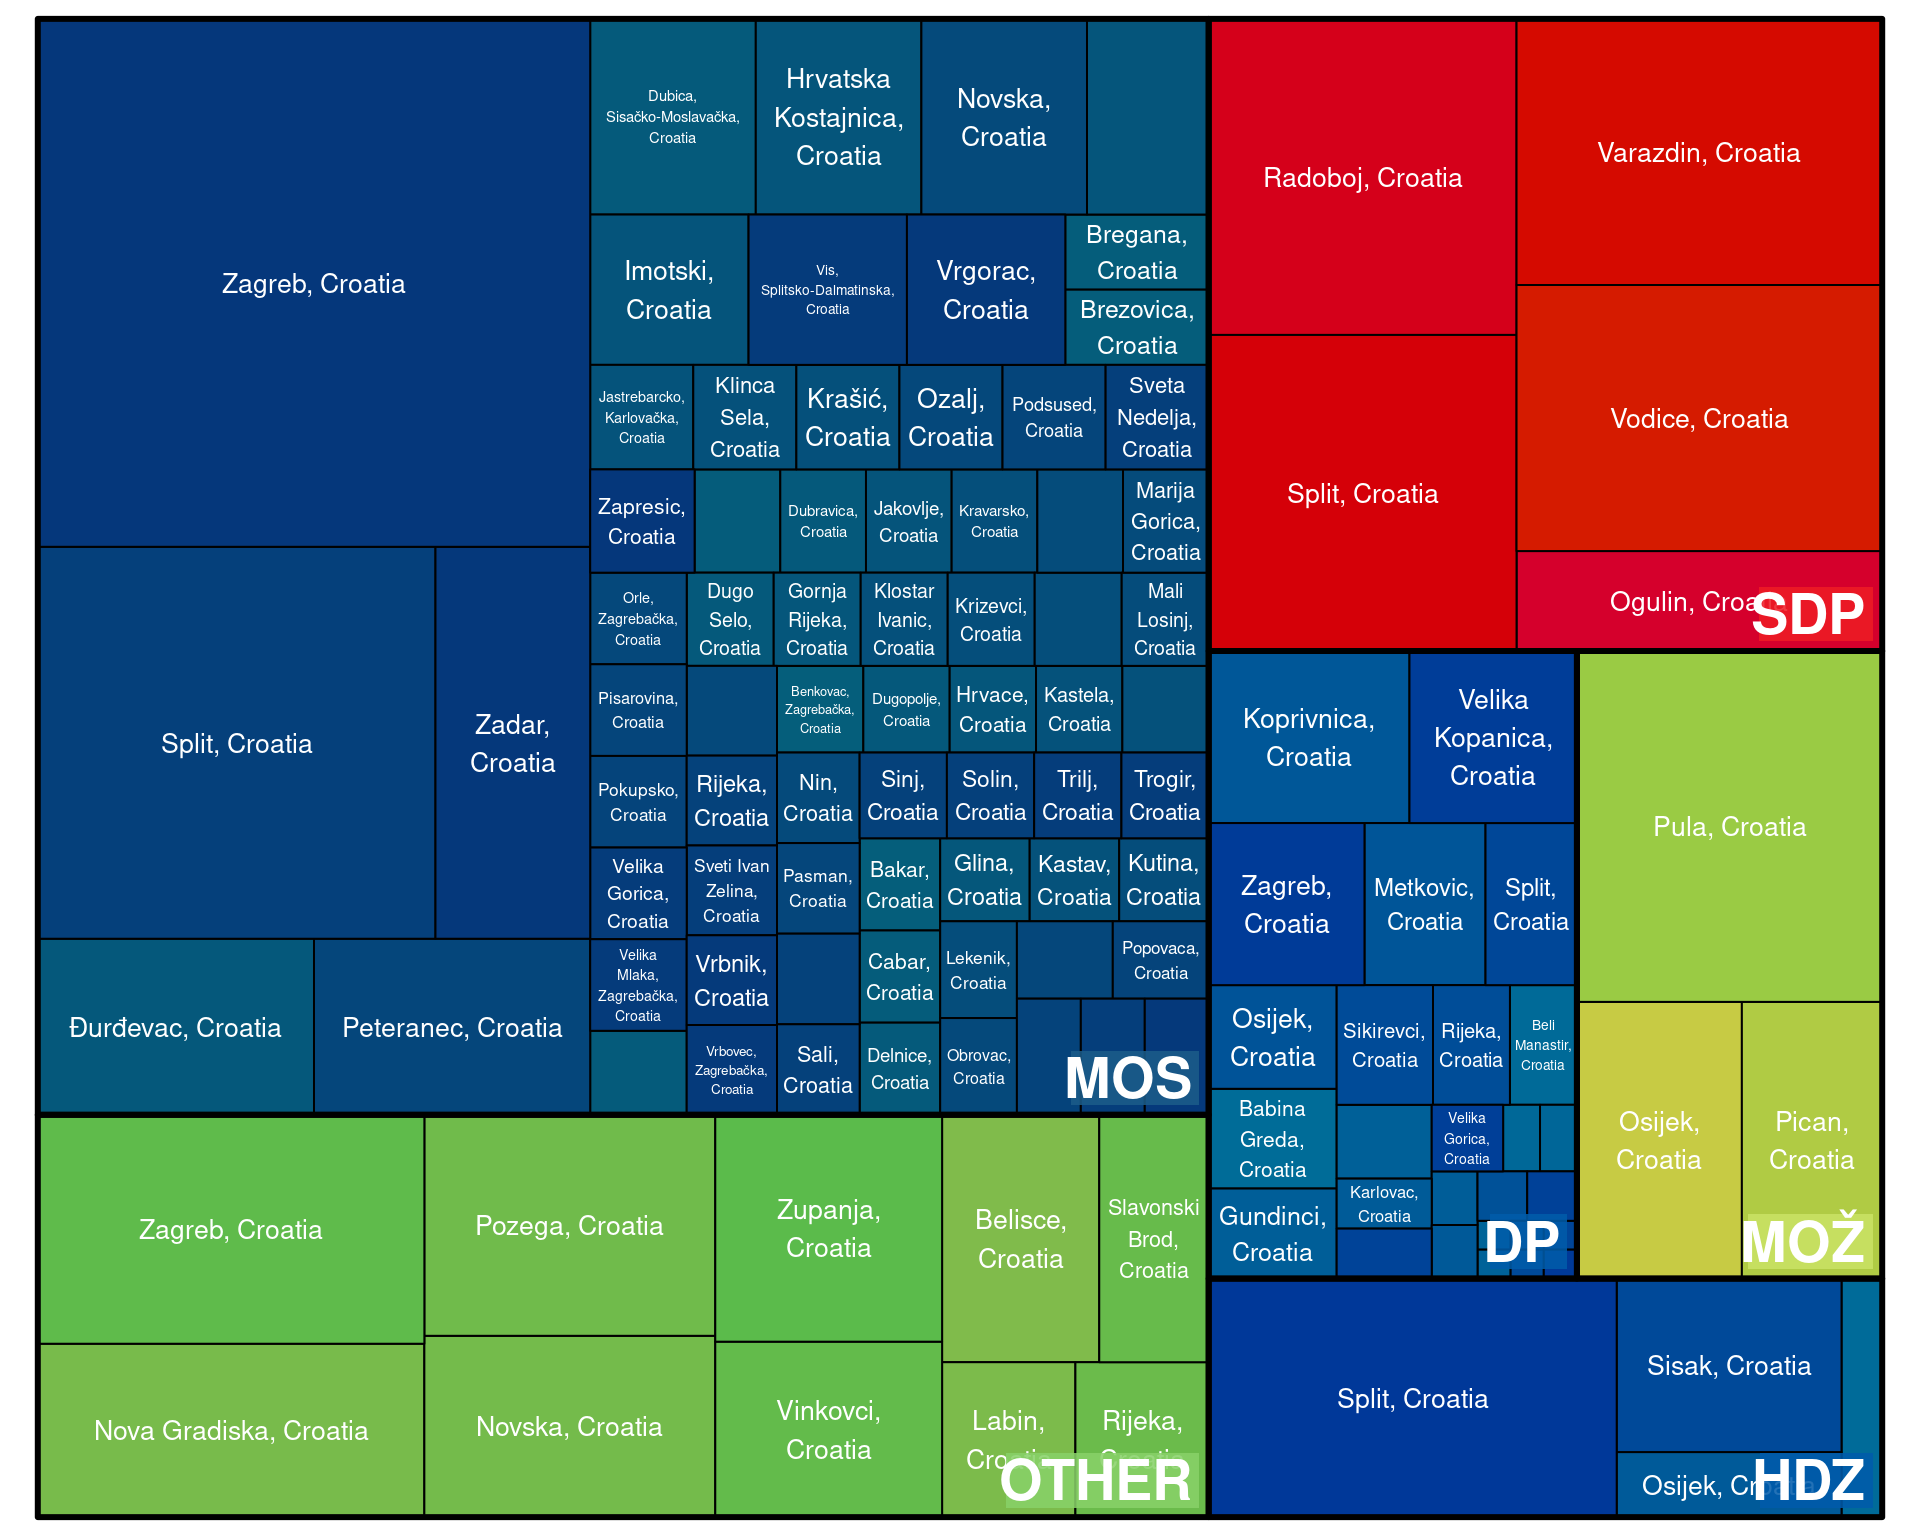 Zagreb, Croatia
Split, Croatia
Zadar,
Croatia
Đurđevac, Croatia
Peteranec, Croatia
Dubica,
Sisačko-Moslavačka,
Croatia
Hrvatska
Kostajnica,
Croatia
Novska,
Croatia
Imotski,
Croatia
Vis,
Splitsko-Dalmatinska,
Croatia
Vrgorac,
Croatia
Bregana,
Croatia
Brezovica,
Croatia
Jastrebarcko,
Karlovačka,
Croatia
Klinca
Sela,
Croatia
Krašić,
Croatia
Ozalj,
Croatia
Podsused,
Croatia
Sveta
Nedelja,
Croatia
Zapresic,
Croatia
Dubravica,
Croatia
Jakovlje,
Croatia
Kravarsko,
Croatia
Marija
Gorica,
Croatia
Orle,
Zagrebačka,
Croatia
Dugo
Selo,
Croatia
Gornja
Rijeka,
Croatia
Klostar
Ivanic,
Croatia
Krizevci,
Croatia
Mali
Losinj,
Croatia
Pisarovina,
Croatia
Benkovac,
Zagrebačka,
Croatia
Dugopolje,
Croatia
Hrvace,
Croatia
Kastela,
Croatia
Pokupsko,
Croatia
Rijeka,
Croatia
Nin,
Croatia
Sinj,
Croatia
Solin,
Croatia
Trilj,
Croatia
Trogir,
Croatia
Velika
Gorica,
Croatia
Sveti Ivan
Zelina,
Croatia
Pasman,
Croatia
Bakar,
Croatia
Glina,
Croatia
Kastav,
Croatia
Kutina,
Croatia
Velika
Mlaka,
Zagrebačka,
Croatia
Vrbnik,
Croatia
Cabar,
Croatia
Lekenik,
Croatia
Popovaca,
Croatia
Vrbovec,
Zagrebačka,
Croatia
Sali,
Croatia
Delnice,
Croatia
Obrovac,
Croatia
MOS
Radoboj, Croatia
Varazdin, Croatia
Split, Croatia
Vodice, Croatia
Ogulin, Croatia
SDP
Koprivnica,
Croatia
Velika
Kopanica,
Croatia
Zagreb,
Croatia
Metkovic,
Croatia
Split,
Croatia
Osijek,
Croatia
Sikirevci,
Croatia
Rijeka,
Croatia
Beli
Manastir,
Croatia
Babina
Greda,
Croatia
Velika
Gorica,
Croatia
Gundinci,
Croatia
Karlovac,
Croatia
DP
Pula, Croatia
Osijek,
Croatia
Pican,
Croatia
MOŽ
Zagreb, Croatia
Pozega, Croatia
Zupanja,
Croatia
Belisce,
Croatia
Slavonski
Brod,
Croatia
Nova Gradiska, Croatia
Novska, Croatia
Vinkovci,
Croatia
Labin,
Croatia
Rijeka,
Croatia
OTHER
Split, Croatia
Sisak, Croatia
Osijek, Croatia
HDZ